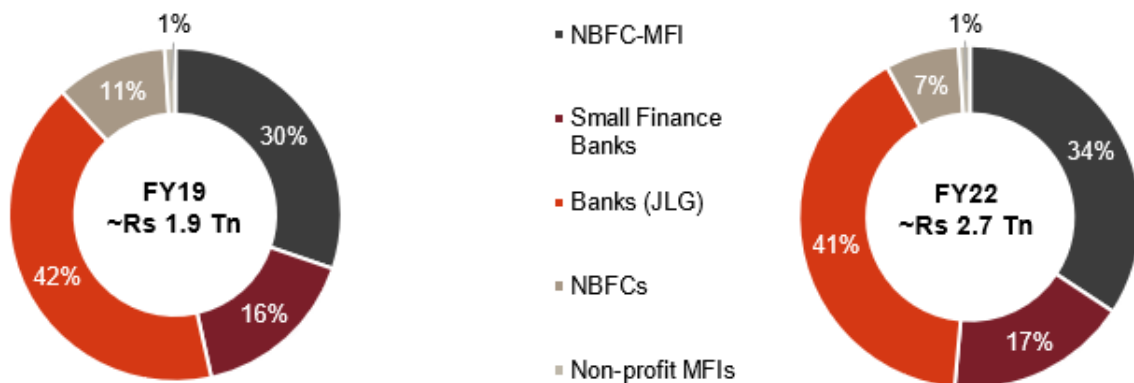 1%
11%
30%
FY19
~Rs 1.9 Tn
42%
16%
NBFC-MFI
Small Finance
Banks
Banks (JLG)
NBFCs
Non-profit MFIs
1%
7%
34%
FY22
~Rs 2.7 Tn
41%
17%